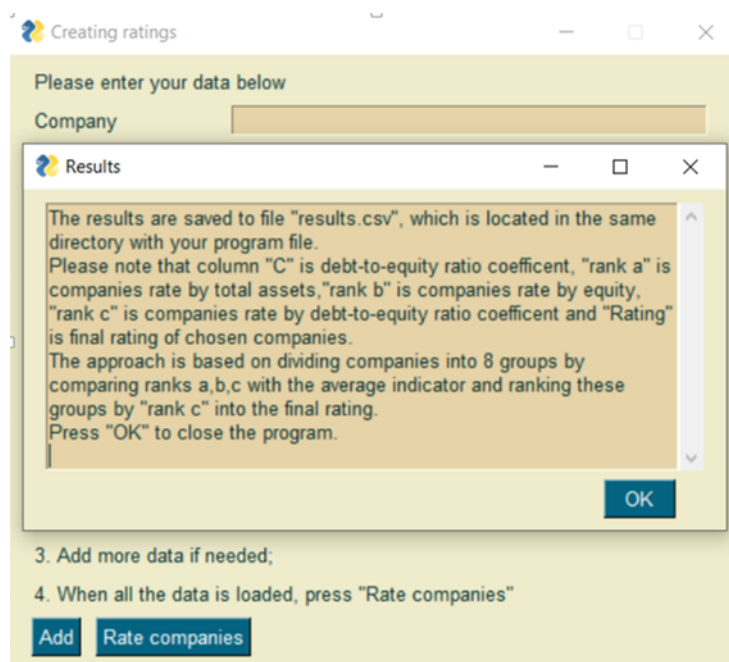 Creating ratings
Please enter your data below
Company
Results
The results are saved to file "results.csv", which is located in the same
directory with your program file.
Please note that column "C" is debt-to-equity ratio coefficent, "rank a" is
companies rate by total assets,"rank b" is companies rate by equity,
"rank c" is companies rate by debt-to-equity ratio coefficent and "Rating"
is final rating of chosen companies.
The approach is based on dividing companies into 8 groups by
comparing ranks a,b,c with the average indicator and ranking these
groups by "rank c" into the final rating.
Press "OK" to close the program.
OK
3. Add more data if needed;
4. When all the data is loaded, press "Rate companies"
Add Rate companies